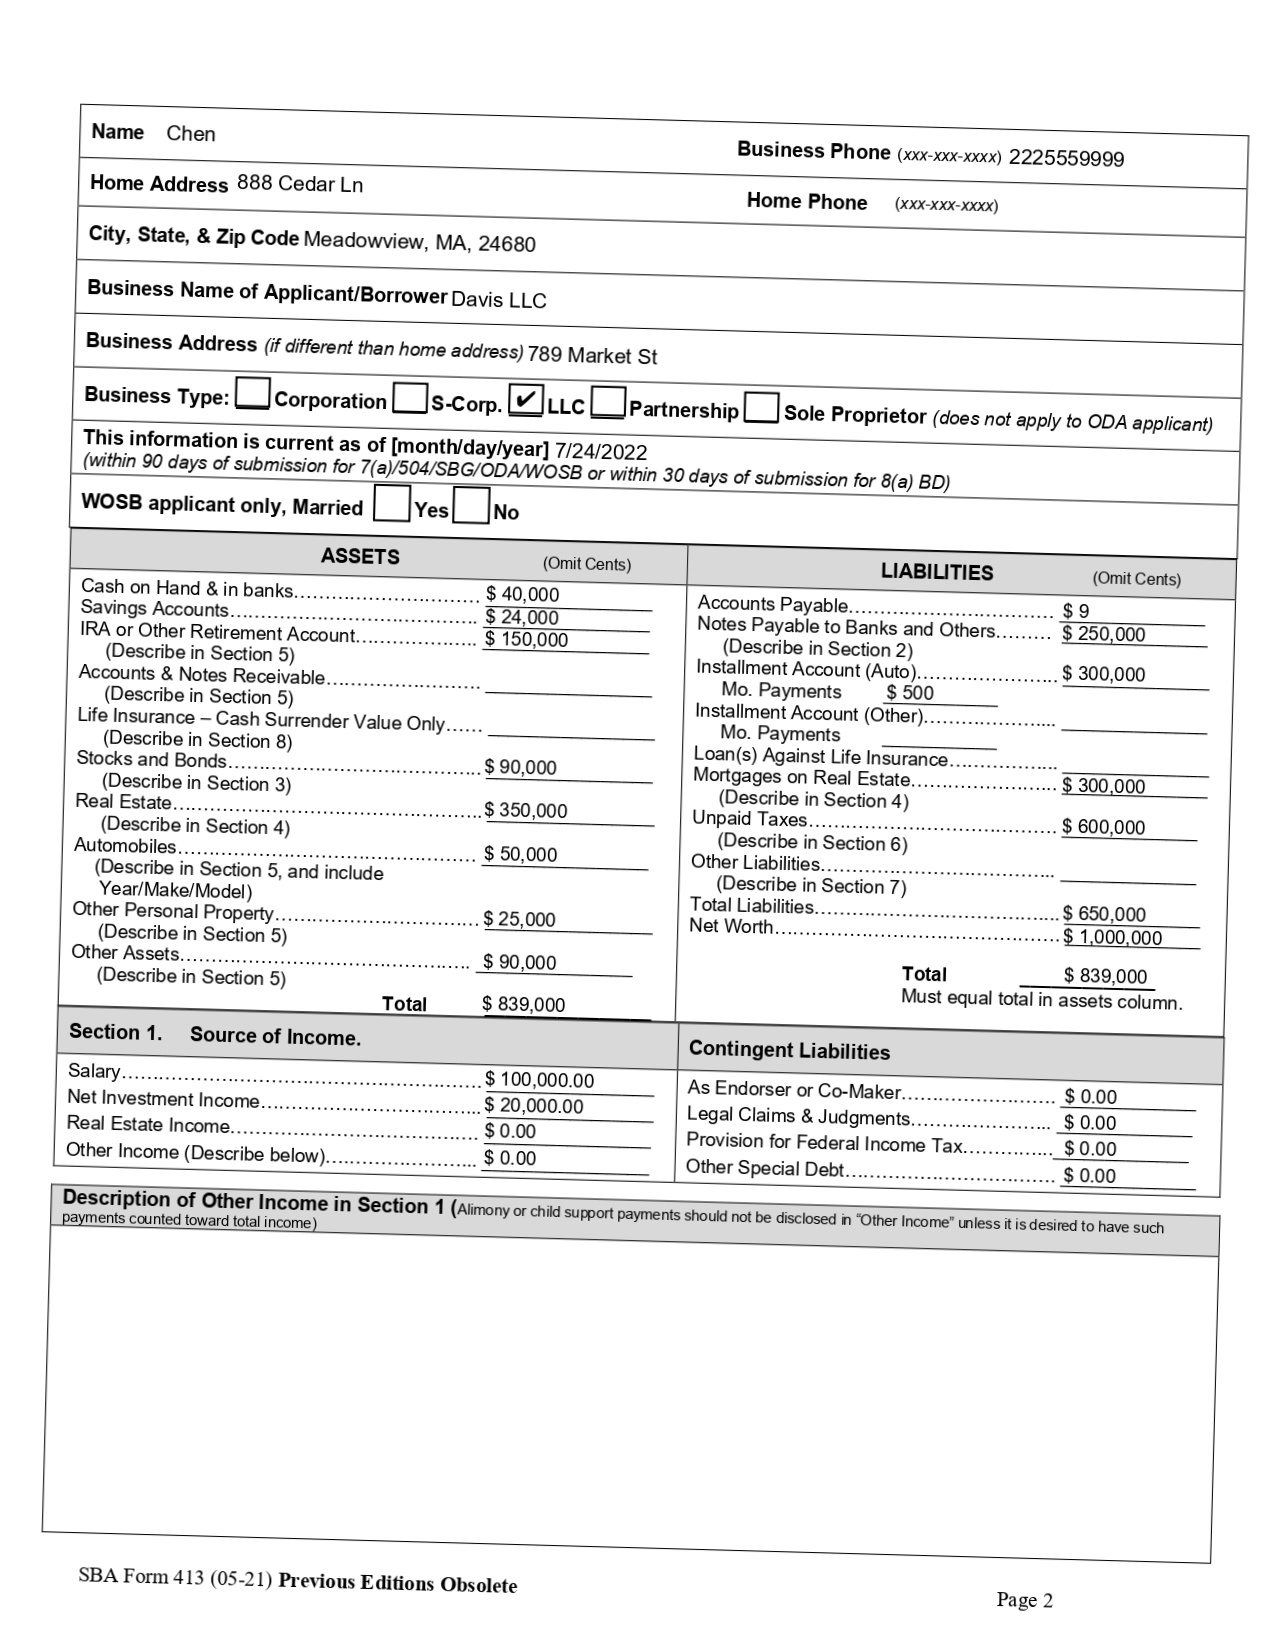 Name Chen Business Phone (xxx-xxx-xxxx) 2225559999
Home Address 888 Cedar Ln Home Phone (xxx-xxx-xxxx)
City, State, & Zip Code Meadowview, MA, 24680
Business Name of Applicant/Borrower Davis LLC
Business Address (if different than home address) 789 Market St
Business Type: Corporation S-Corp. ✔ LLC Partnership Sole Proprietor (does not apply to ODA applicant)
This information is current as of [month/day/year] 7/24/2022
(within 90 days of submission for 7(a)/504/SBG/ODA/WOSB or within 30 days of submission for 8(a) BD)
WOSB applicant only, Married Yes No
ASSETS (Omit Cents)
Cash on Hand & in banks.............................. $ 40,000
Savings Accounts....................................... $ 24,000
IRA or Other Retirement Account................... $ 150,000
(Describe in Section 5)
Accounts & Notes Receivable........................
(Describe in Section 5)
Life Insurance – Cash Surrender Value Only......
(Describe in Section 8)
Stocks and Bonds....................................... $ 90,000
(Describe in Section 3)
Real Estate................................................ $ 350,000
(Describe in Section 4)
Automobiles............................................... $ 50,000
(Describe in Section 5, and include
Year/Make/Model)
Other Personal Property................................ $ 25,000
(Describe in Section 5)
Other Assets.............................................. $ 90,000
(Describe in Section 5)
Total $ 839,000
LIABILITIES (Omit Cents)
Accounts Payable................................ $ 9
Notes Payable to Banks and Others......... $ 250,000
(Describe in Section 2)
Installment Account (Auto)...................... $ 300,000
Mo. Payments $ 500
Installment Account (Other).....................
Mo. Payments
Loan(s) Against Life Insurance.................
Mortgages on Real Estate....................... $ 300,000
(Describe in Section 4)
Unpaid Taxes....................................... $ 600,000
(Describe in Section 6)
Other Liabilities.....................................
(Describe in Section 7)
Total Liabilities....................................... $ 650,000
Net Worth............................................. $ 1,000,000
Total $ 839,000
Must equal total in assets column.
Section 1. Source of Income.
Salary......................................................... $ 100,000.00
Net Investment Income................................... $ 20,000.00
Real Estate Income....................................... $ 0.00
Other Income (Describe below)........................ $ 0.00
Contingent Liabilities
As Endorser or Co-Maker........................ $ 0.00
Legal Claims & Judgments...................... $ 0.00
Provision for Federal Income Tax.............. $ 0.00
Other Special Debt................................. $ 0.00
Description of Other Income in Section 1 (Alimony or child support payments should not be disclosed in “Other Income” unless it is desired to have such
payments counted toward total income)
SBA Form 413 (05-21) Previous Editions Obsolete
Page 2